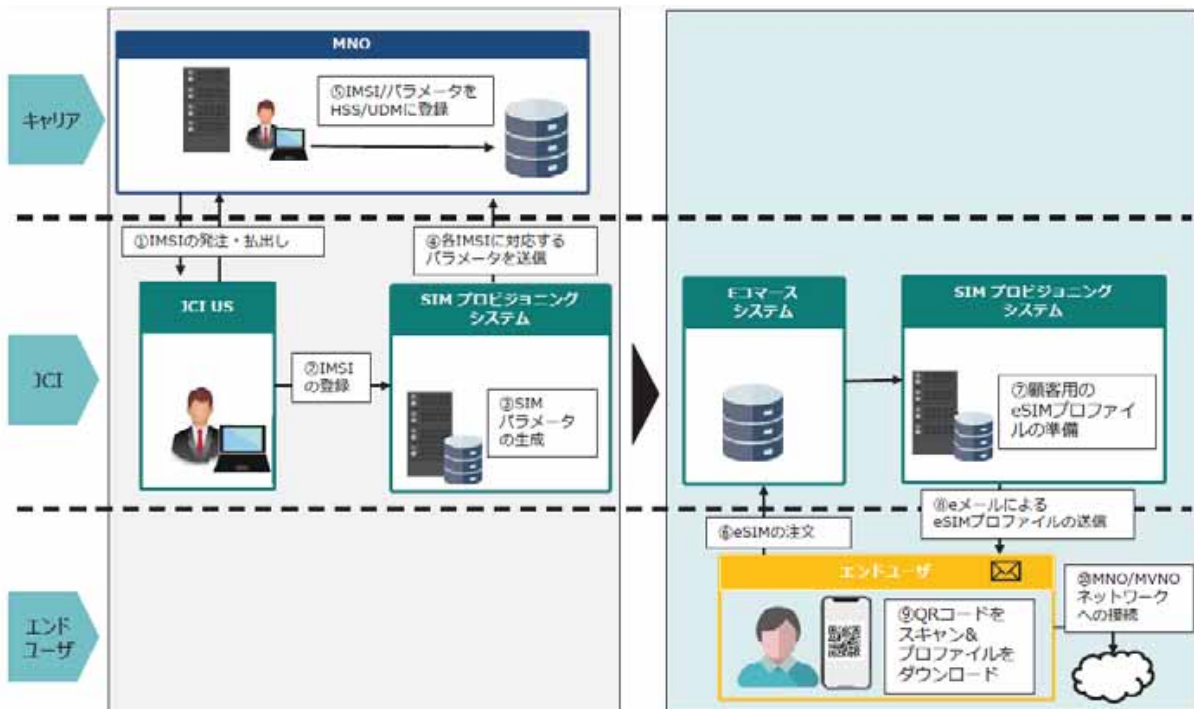 キャリア
MNO
⑤IMSI/パラメータを
HSS/UDMに登録
①IMSIの発注・払出し
④各IMSIに対応する
パラメータを送信
JCI
JCI US
②IMSI
の登録
SIM プロビジョニング
システム
③SIM
パラメータ
の生成
Eコマース
システム
SIM プロビジョニング
システム
⑦顧客用の
eSIMプロファイ
ルの準備
⑥eSIMの注文
⑧eメールによる
eSIMプロファイルの送信
エンド
ユーザ
エンドユーザ
⑨QRコードを
スキャン&
プロファイルを
ダウンロード
⑩MNO/MVNO
ネットワーク
への接続